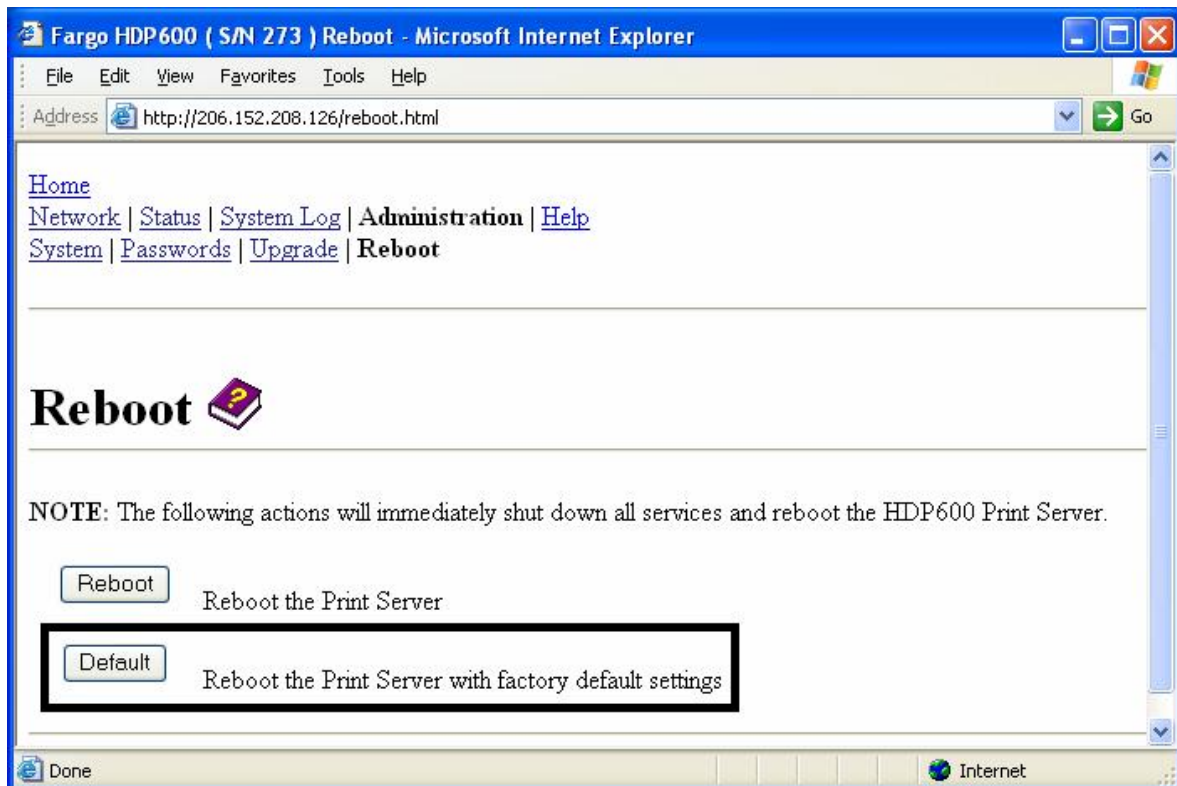 Fargo HDP600 ( S/N 273 ) Reboot - Microsoft Internet Explorer
File Edit View Favorites Tools Help
Address http://206.152.208.126/reboot.html Go
Home
Network | Status | System Log | Administration | Help
System | Passwords | Upgrade | Reboot
Reboot ?
NOTE: The following actions will immediately shut down all services and reboot the HDP600 Print Server.
Reboot Reboot the Print Server
Default Reboot the Print Server with factory default settings
Done Internet